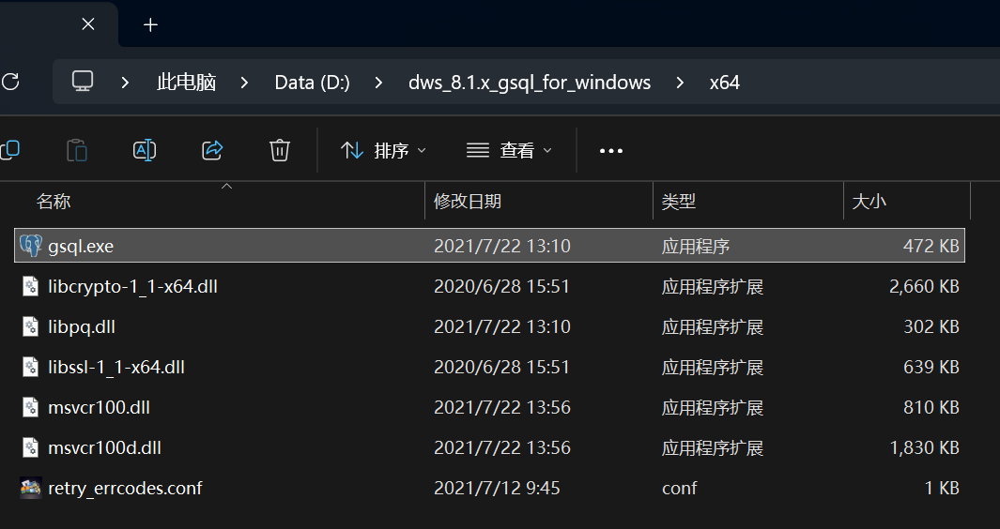 此电脑 Data (D:) dws_8.1.x_gsql_for_windows x64
排序 查看
名称 修改日期 类型 大小
gsql.exe 2021/7/22 13:10 应用程序 472 KB
libcrypto-1_1-x64.dll 2020/6/28 15:51 应用程序扩展 2,660 KB
libpq.dll 2021/7/22 13:10 应用程序扩展 302 KB
libssl-1_1-x64.dll 2020/6/28 15:51 应用程序扩展 639 KB
msvcr100.dll 2021/7/22 13:56 应用程序扩展 810 KB
msvcr100d.dll 2021/7/22 13:56 应用程序扩展 1,830 KB
retry_errcodes.conf 2021/7/12 9:45 conf 1 KB